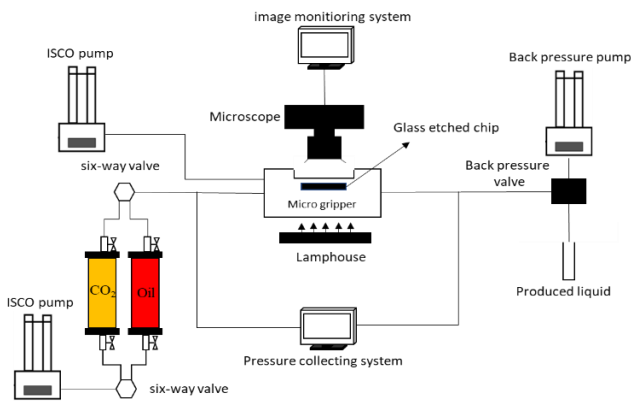 image monitoring system
ISCO pump
Back pressure pump
Microscope
Glass etched chip
six-way valve
Back pressure
valve
Micro gripper
Lamphouse
CO2
Oil
Produced liquid
ISCO pump
Pressure collecting system
six-way valve